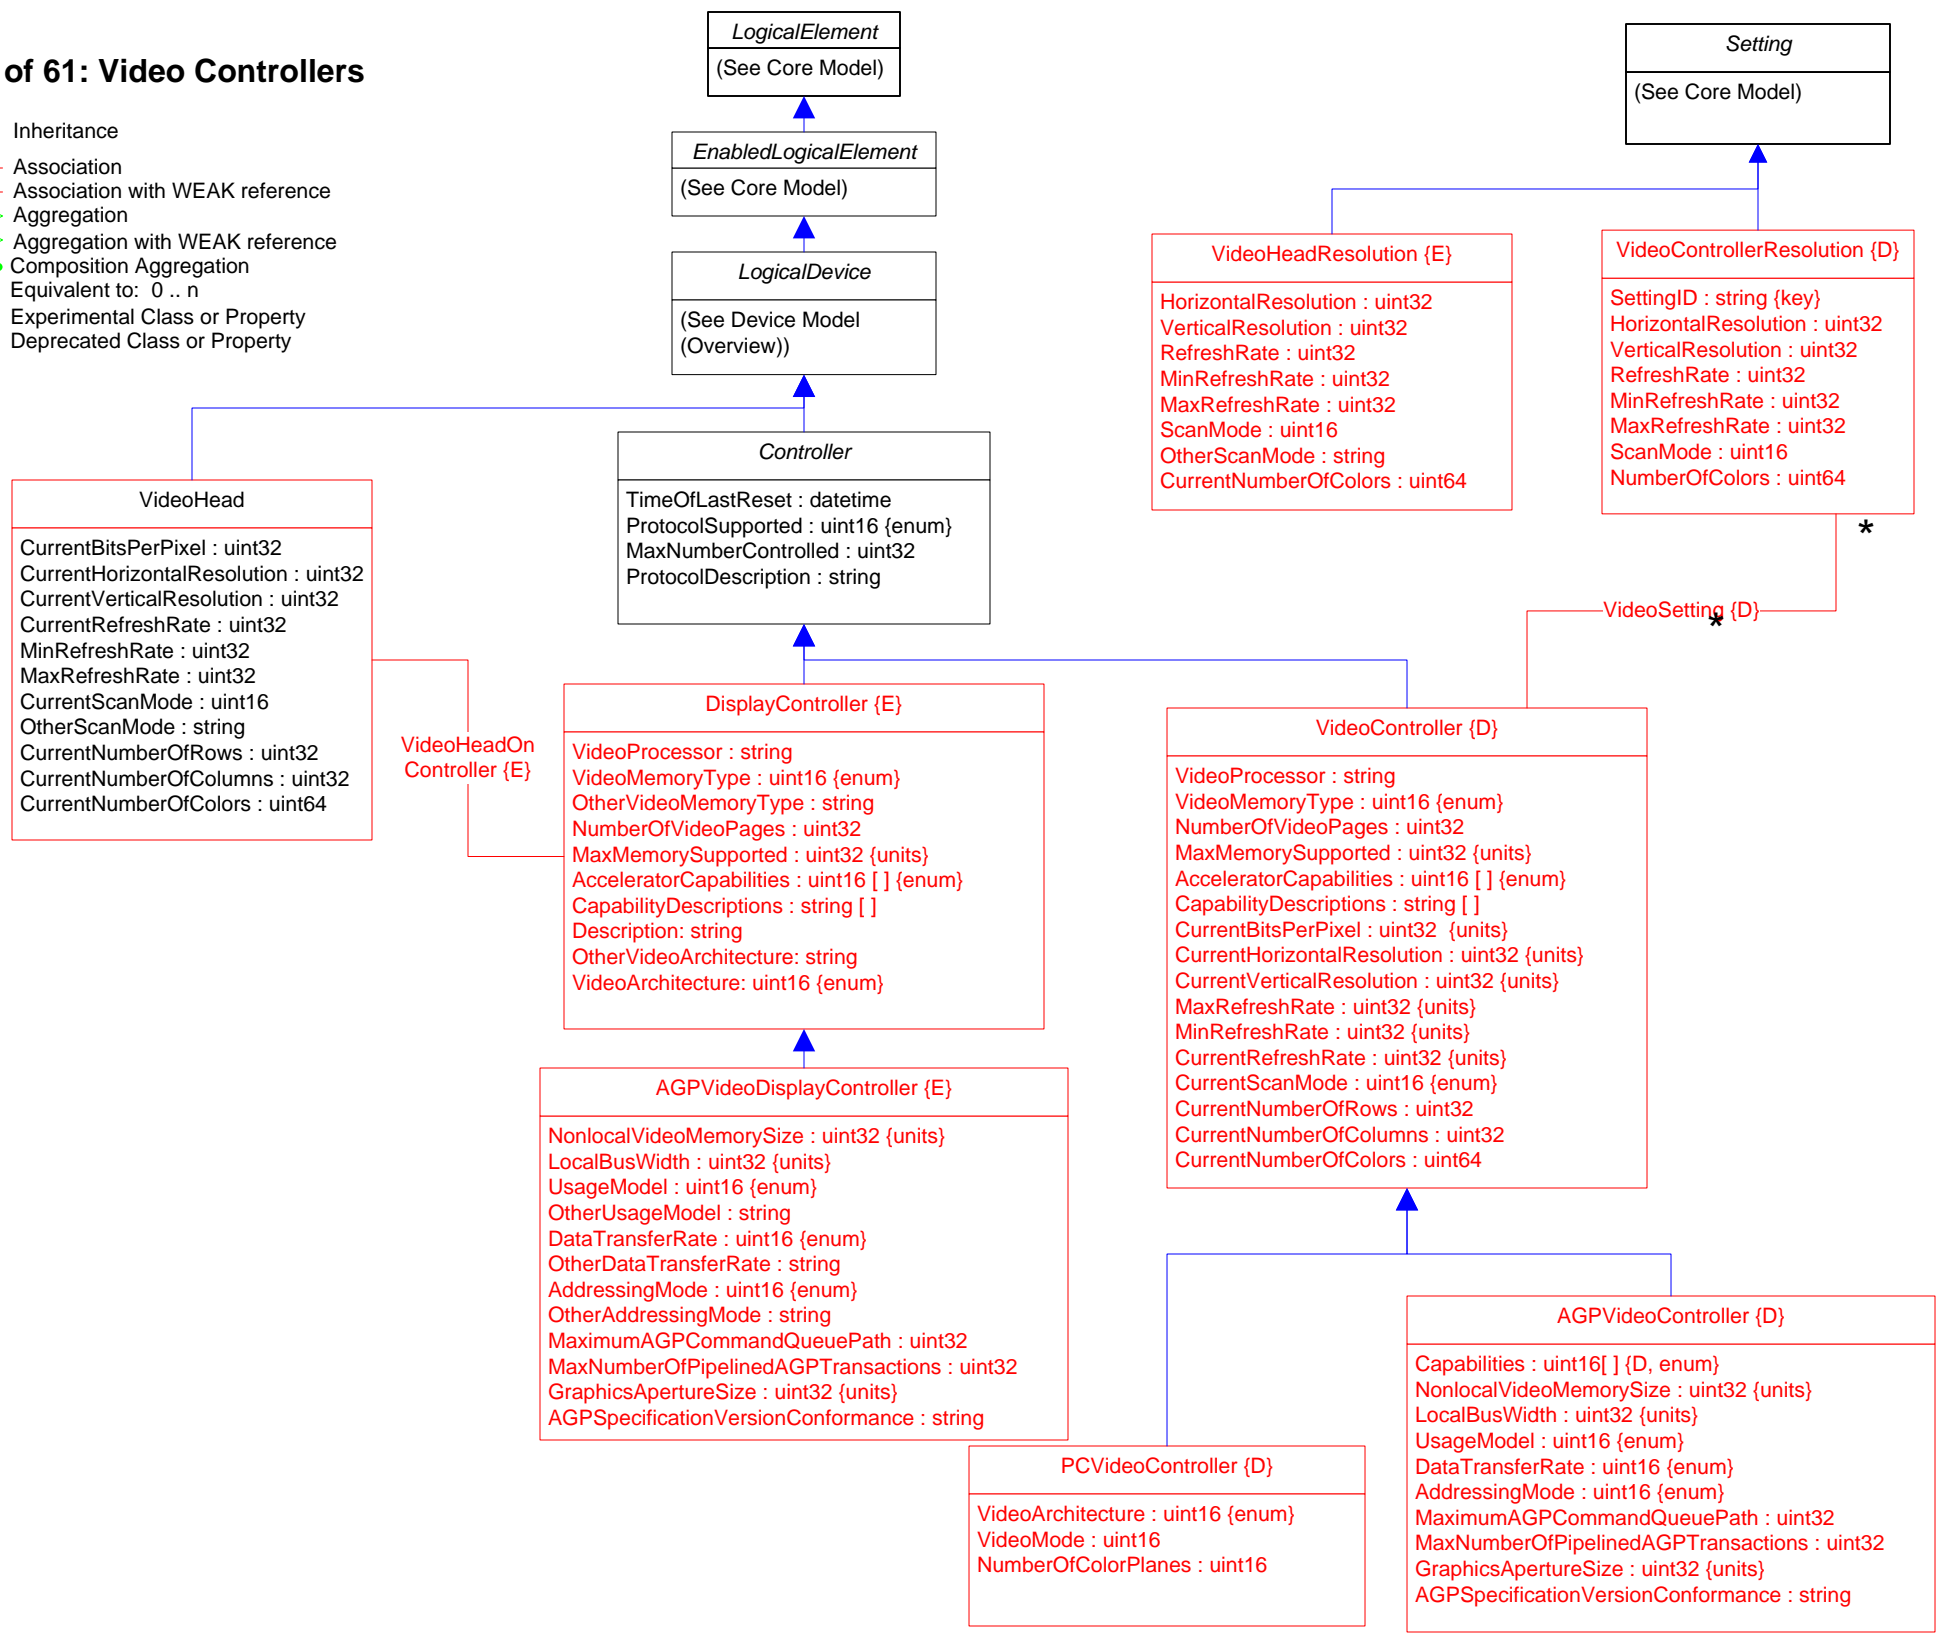 of 61: Video Controllers
Inheritance
Association
Association with WEAK reference
Aggregation
Aggregation with WEAK reference
Composition Aggregation
Equivalent to: 0 .. n
Experimental Class or Property
Deprecated Class or Property
LogicalElement
(See Core Model)
EnabledLogicalElement
(See Core Model)
LogicalDevice
(See Device Model
(Overview))
Setting
(See Core Model)
VideoHeadResolution {E}
HorizontalResolution : uint32
VerticalResolution : uint32
RefreshRate : uint32
MinRefreshRate : uint32
MaxRefreshRate : uint32
ScanMode : uint16
OtherScanMode : string
CurrentNumberOfColors : uint64
VideoControllerResolution {D}
SettingID : string {key}
HorizontalResolution : uint32
VerticalResolution : uint32
RefreshRate : uint32
MinRefreshRate : uint32
MaxRefreshRate : uint32
ScanMode : uint16
NumberOfColors : uint64
*
VideoSetting {D}
*
Controller
TimeOfLastReset : datetime
ProtocolSupported : uint16 {enum}
MaxNumberControlled : uint32
ProtocolDescription : string
VideoHead
CurrentBitsPerPixel : uint32
CurrentHorizontalResolution : uint32
CurrentVerticalResolution : uint32
CurrentRefreshRate : uint32
MinRefreshRate : uint32
MaxRefreshRate : uint32
CurrentScanMode : uint16
OtherScanMode : string
CurrentNumberOfRows : uint32
CurrentNumberOfColumns : uint32
CurrentNumberOfColors : uint64
VideoHeadOn
Controller {E}
DisplayController {E}
VideoProcessor : string
VideoMemoryType : uint16 {enum}
OtherVideoMemoryType : string
NumberOfVideoPages : uint32
MaxMemorySupported : uint32 {units}
AcceleratorCapabilities : uint16 [ ] {enum}
CapabilityDescriptions : string [ ]
Description: string
OtherVideoArchitecture: string
VideoArchitecture: uint16 {enum}
VideoController {D}
VideoProcessor : string
VideoMemoryType : uint16 {enum}
NumberOfVideoPages : uint32
MaxMemorySupported : uint32 {units}
AcceleratorCapabilities : uint16 [ ] {enum}
CapabilityDescriptions : string [ ]
CurrentBitsPerPixel : uint32 {units}
CurrentHorizontalResolution : uint32 {units}
CurrentVerticalResolution : uint32 {units}
MaxRefreshRate : uint32 {units}
MinRefreshRate : uint32 {units}
CurrentRefreshRate : uint32 {units}
CurrentScanMode : uint16 {enum}
CurrentNumberOfRows : uint32
CurrentNumberOfColumns : uint32
CurrentNumberOfColors : uint64
AGPVideoDisplayController {E}
NonlocalVideoMemorySize : uint32 {units}
LocalBusWidth : uint32 {units}
UsageModel : uint16 {enum}
OtherUsageModel : string
DataTransferRate : uint16 {enum}
OtherDataTransferRate : string
AddressingMode : uint16 {enum}
OtherAddressingMode : string
MaximumAGPCommandQueuePath : uint32
MaxNumberOfPipelinedAGPTransactions : uint32
GraphicsApertureSize : uint32 {units}
AGPSpecificationVersionConformance : string
PCVideoController {D}
VideoArchitecture : uint16 {enum}
VideoMode : uint16
NumberOfColorPlanes : uint16
AGPVideoController {D}
Capabilities : uint16[ ] {D, enum}
NonlocalVideoMemorySize : uint32 {units}
LocalBusWidth : uint32 {units}
UsageModel : uint16 {enum}
DataTransferRate : uint16 {enum}
AddressingMode : uint16 {enum}
MaximumAGPCommandQueuePath : uint32
MaxNumberOfPipelinedAGPTransactions : uint32
GraphicsApertureSize : uint32 {units}
AGPSpecificationVersionConformance : string